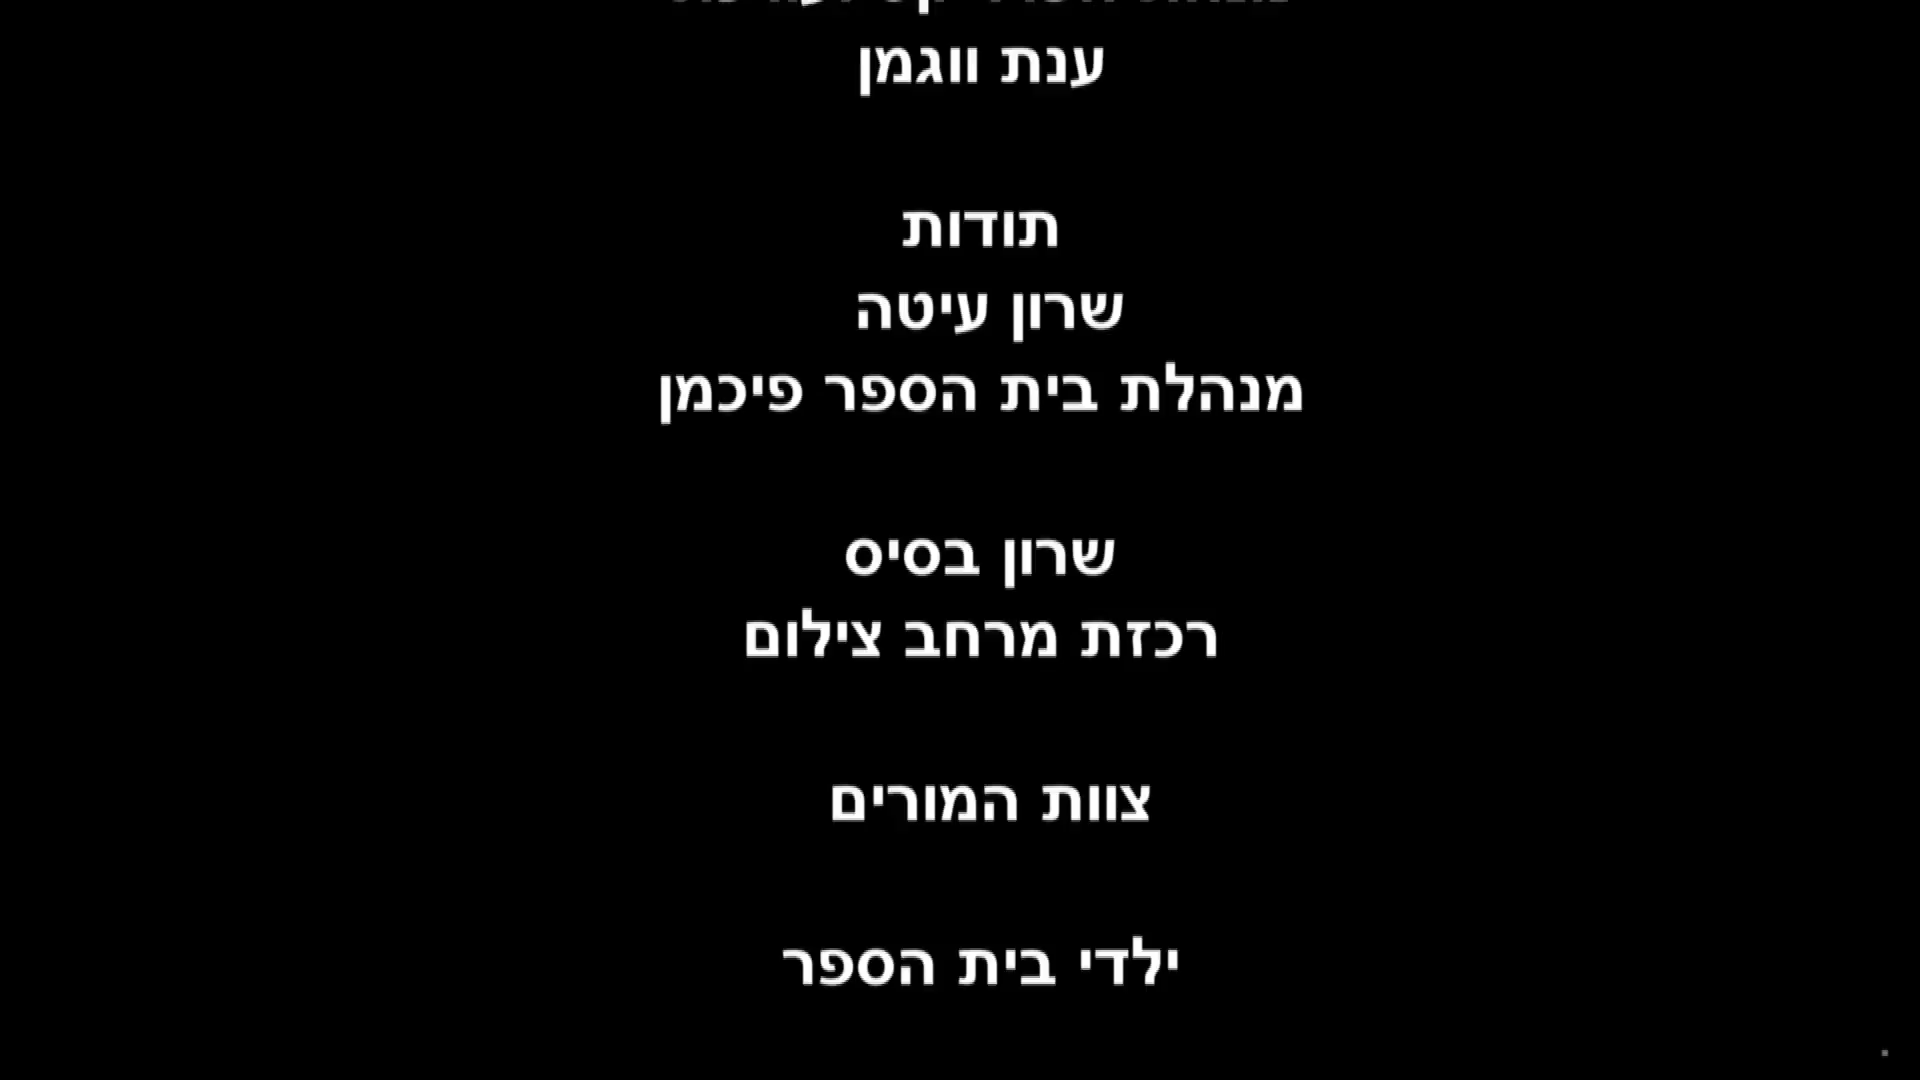 ענת ווגמן
תודות
שרון עיטה
מנהלת בית הספר פיכמן
שרון בסיס
רכזת מרחב צילום
צוות המורים
ילדי בית הספר